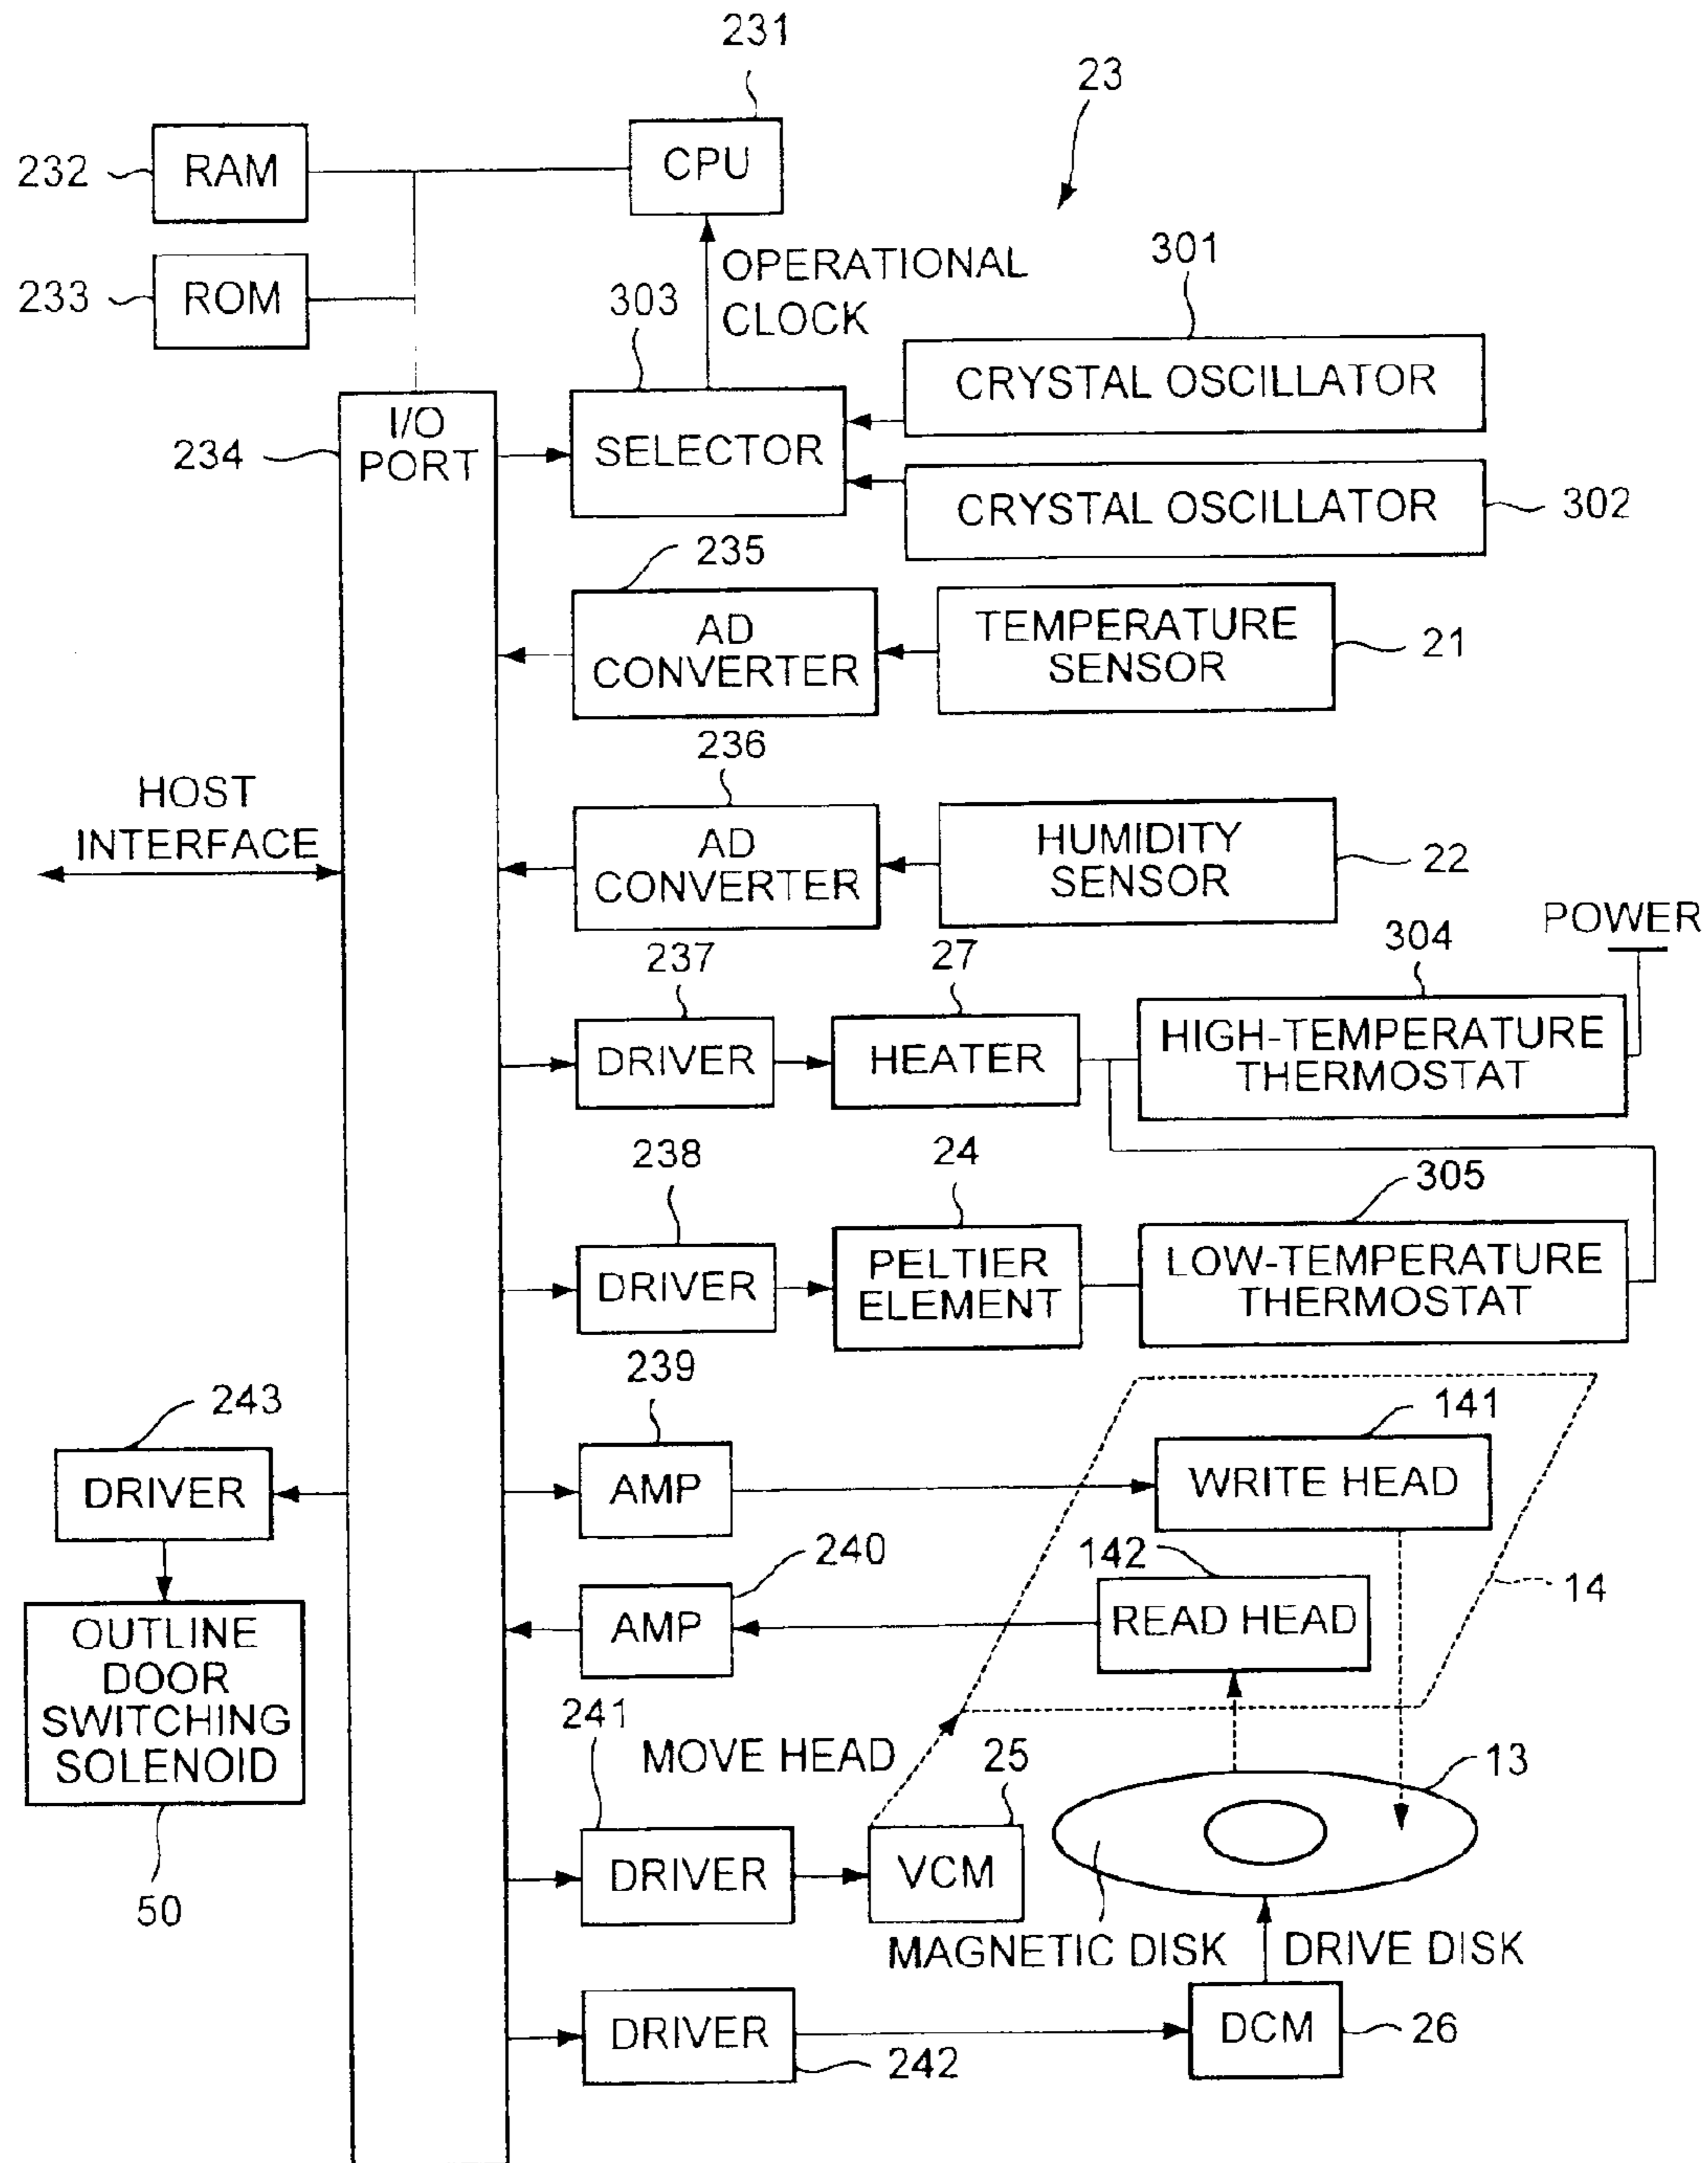 231
23
232
RAM
CPU
233
ROM
303
OPERATIONAL
CLOCK
301
CRYSTAL OSCILLATOR
234
I/O
PORT
SELECTOR
CRYSTAL OSCILLATOR
302
235
AD
CONVERTER
TEMPERATURE
SENSOR
21
236
HOST
INTERFACE
AD
CONVERTER
HUMIDITY
SENSOR
22
POWER
237
27
304
DRIVER
HEATER
HIGH-TEMPERATURE
THERMOSTAT
238
24
305
DRIVER
PELTIER
ELEMENT
LOW-TEMPERATURE
THERMOSTAT
239
243
141
DRIVER
AMP
WRITE HEAD
240
142
14
AMP
READ HEAD
OUTLINE
DOOR
SWITCHING
SOLENOID
50
241
MOVE HEAD
25
13
DRIVER
VCM
MAGNETIC DISK
DRIVE DISK
DRIVER
242
DCM
26